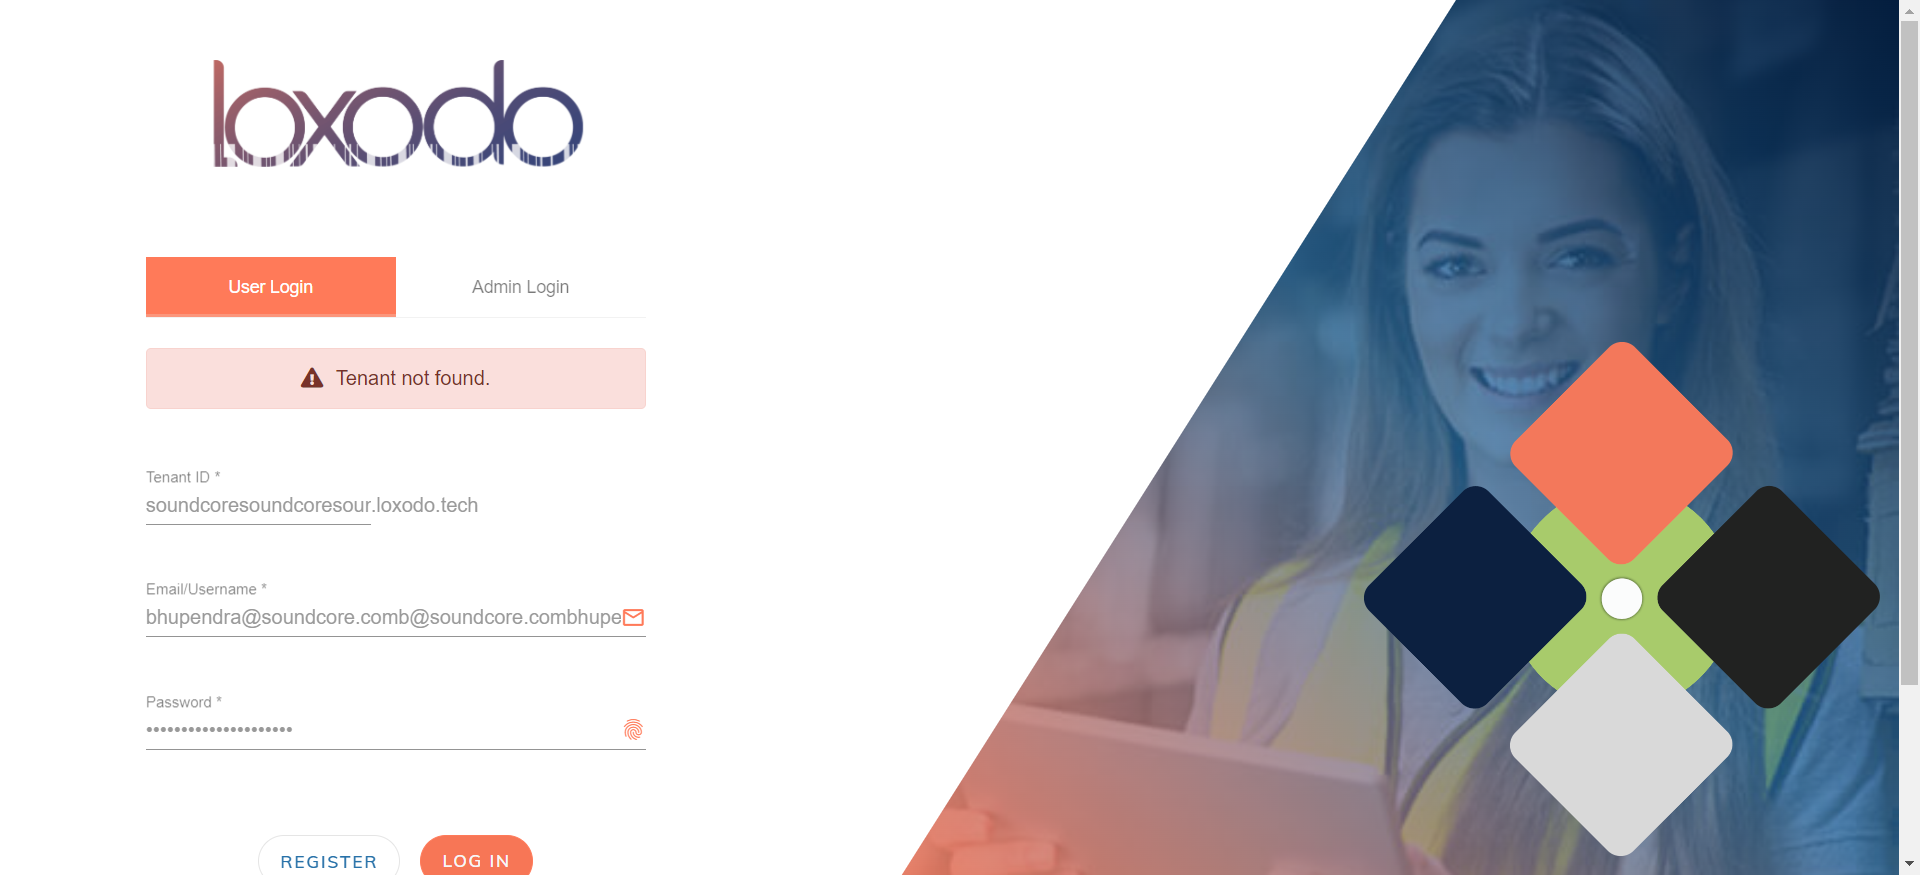 loxodo
User Login
Admin Login
Tenant not found.
Tenant ID *
soundcoresoundcoresour.loxodo.tech
Email/Username *
bhupendra@soundcore.comb@soundcore.combhupe
Password *
•••••••••••••••••••••
REGISTER
LOG IN